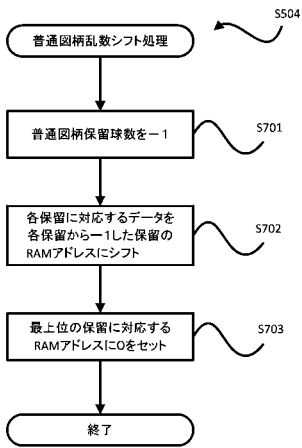 普通図柄乱数シフト処理
S504
普通図柄保留球数を－1
S701
各保留に対応するデータを
各保留から－1した保留の
RAMアドレスにシフト
S702
最上位の保留に対応する
RAMアドレスに0をセット
S703
終了